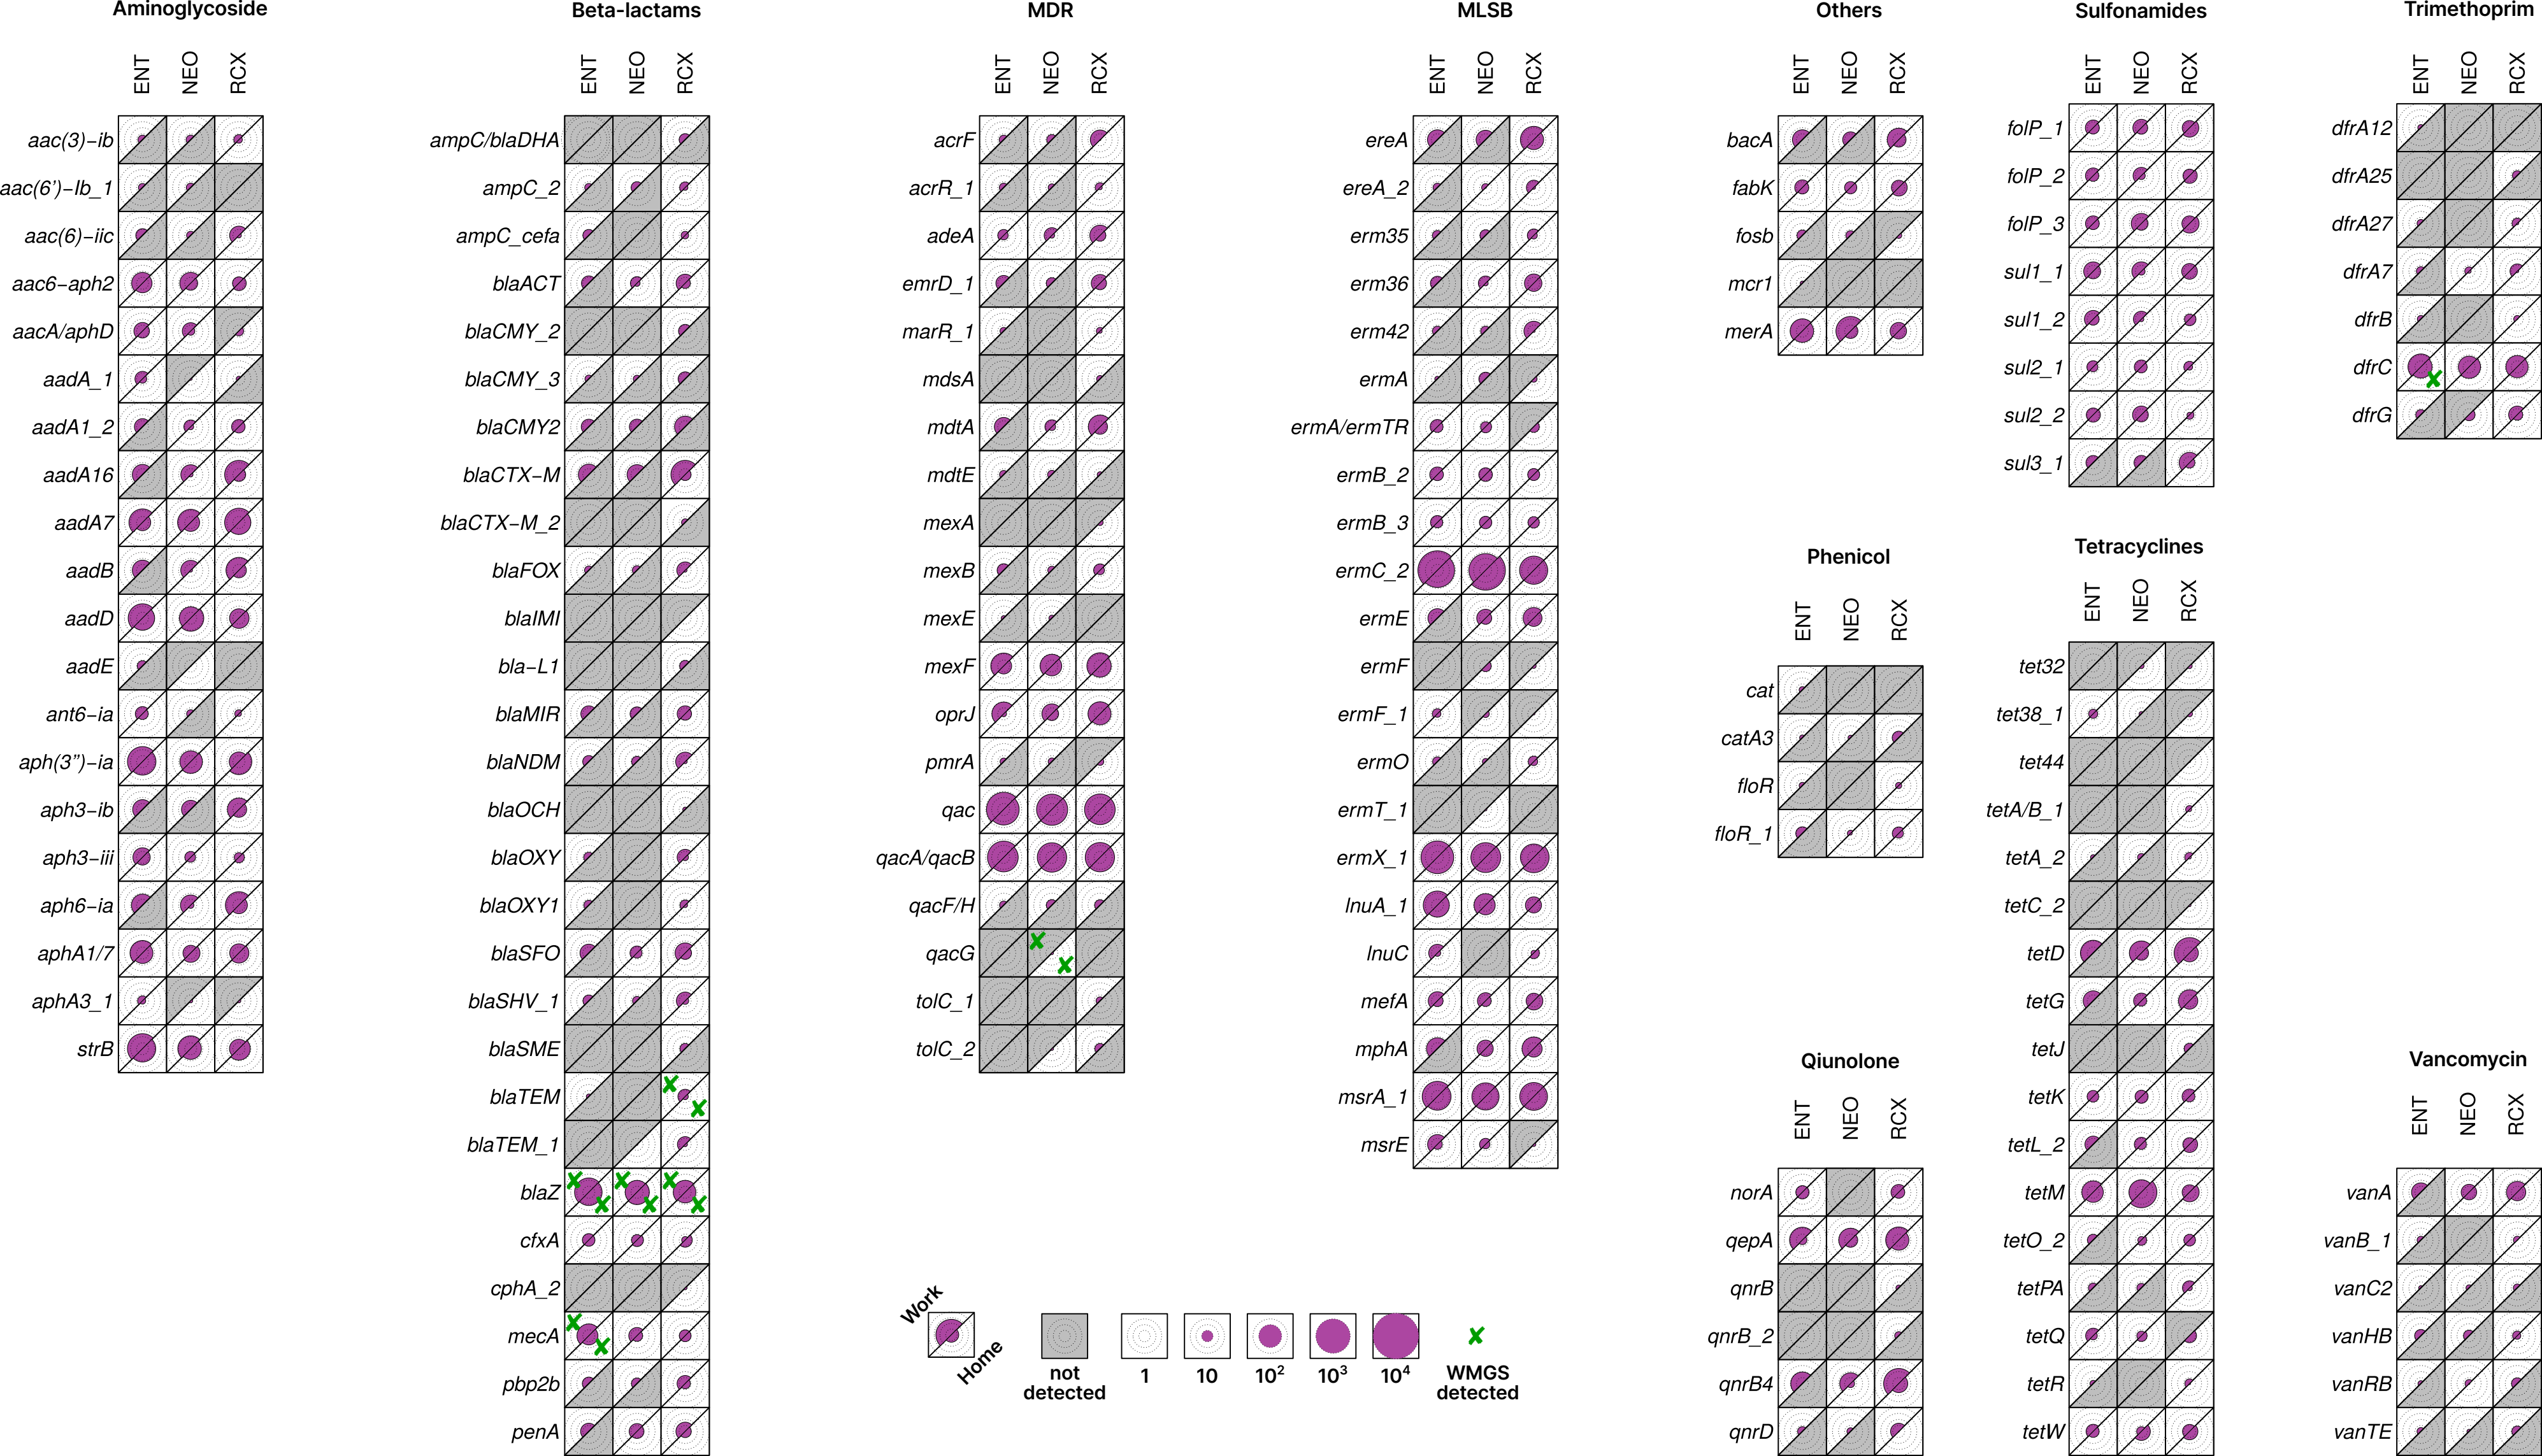 Aminoglycoside
ENT NEO RCX
aac(3)−ib
aac(6')−Ib_1
aac(6)−iic
aac6−aph2
aacA/aphD
aadA_1
aadA1_2
aadA16
aadA7
aadB
aadD
aadE
ant6−ia
aph(3'')−ia
aph3−ib
aph3−iii
aph6−ia
aphA1/7
aphA3_1
strB
Beta-lactams
ENT NEO RCX
ampC/blaDHA
ampC_2
ampC_cefa
blaACT
blaCMY_2
blaCMY_3
blaCMY2
blaCTX−M
blaCTX−M_2
blaFOX
blaIMI
bla−L1
blaMIR
blaNDM
blaOCH
blaOXY
blaOXY1
blaSFO
blaSHV_1
blaSME
blaTEM
blaTEM_1
blaZ
cfxA
cphA_2
mecA
pbp2b
penA
MDR
ENT NEO RCX
acrF
acrR_1
adeA
emrD_1
marR_1
mdsA
mdtA
mdtE
mexA
mexB
mexE
mexF
oprJ
pmrA
qac
qacA/qacB
qacF/H
qacG
tolC_1
tolC_2
MLSB
ENT NEO RCX
ereA
ereA_2
erm35
erm36
erm42
ermA
ermA/ermTR
ermB_2
ermB_3
ermC_2
ermE
ermF
ermF_1
ermO
ermT_1
ermX_1
lnuA_1
lnuC
mefA
mphA
msrA_1
msrE
Others
ENT NEO RCX
bacA
fabK
fosb
mcr1
merA
Phenicol
ENT NEO RCX
cat
catA3
floR
floR_1
Qiunolone
ENT NEO RCX
norA
qepA
qnrB
qnrB_2
qnrB4
qnrD
Sulfonamides
ENT NEO RCX
folP_1
folP_2
folP_3
sul1_1
sul1_2
sul2_1
sul2_2
sul3_1
Tetracyclines
ENT NEO RCX
tet32
tet38_1
tet44
tetA/B_1
tetA_2
tetC_2
tetD
tetG
tetJ
tetK
tetL_2
tetM
tetO_2
tetPA
tetQ
tetR
tetW
Trimethoprim
ENT NEO RCX
dfrA12
dfrA25
dfrA27
dfrA7
dfrB
dfrC
dfrG
Vancomycin
ENT NEO RCX
vanA
vanB_1
vanC2
vanHB
vanRB
vanTE
Work
Home
not
detected
1
10
10²
10³
10⁴
WMGS
detected